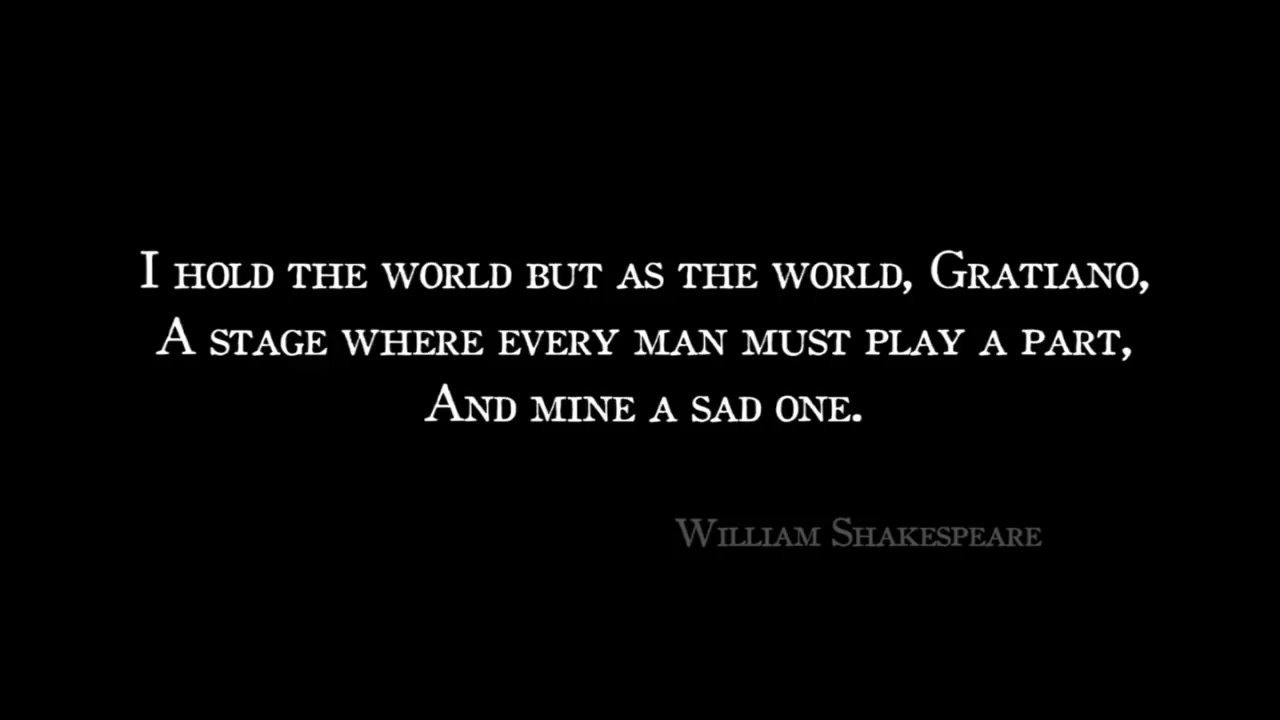 I hold the world but as the world, Gratiano,
A stage where every man must play a part,
And mine a sad one.
William Shakespeare